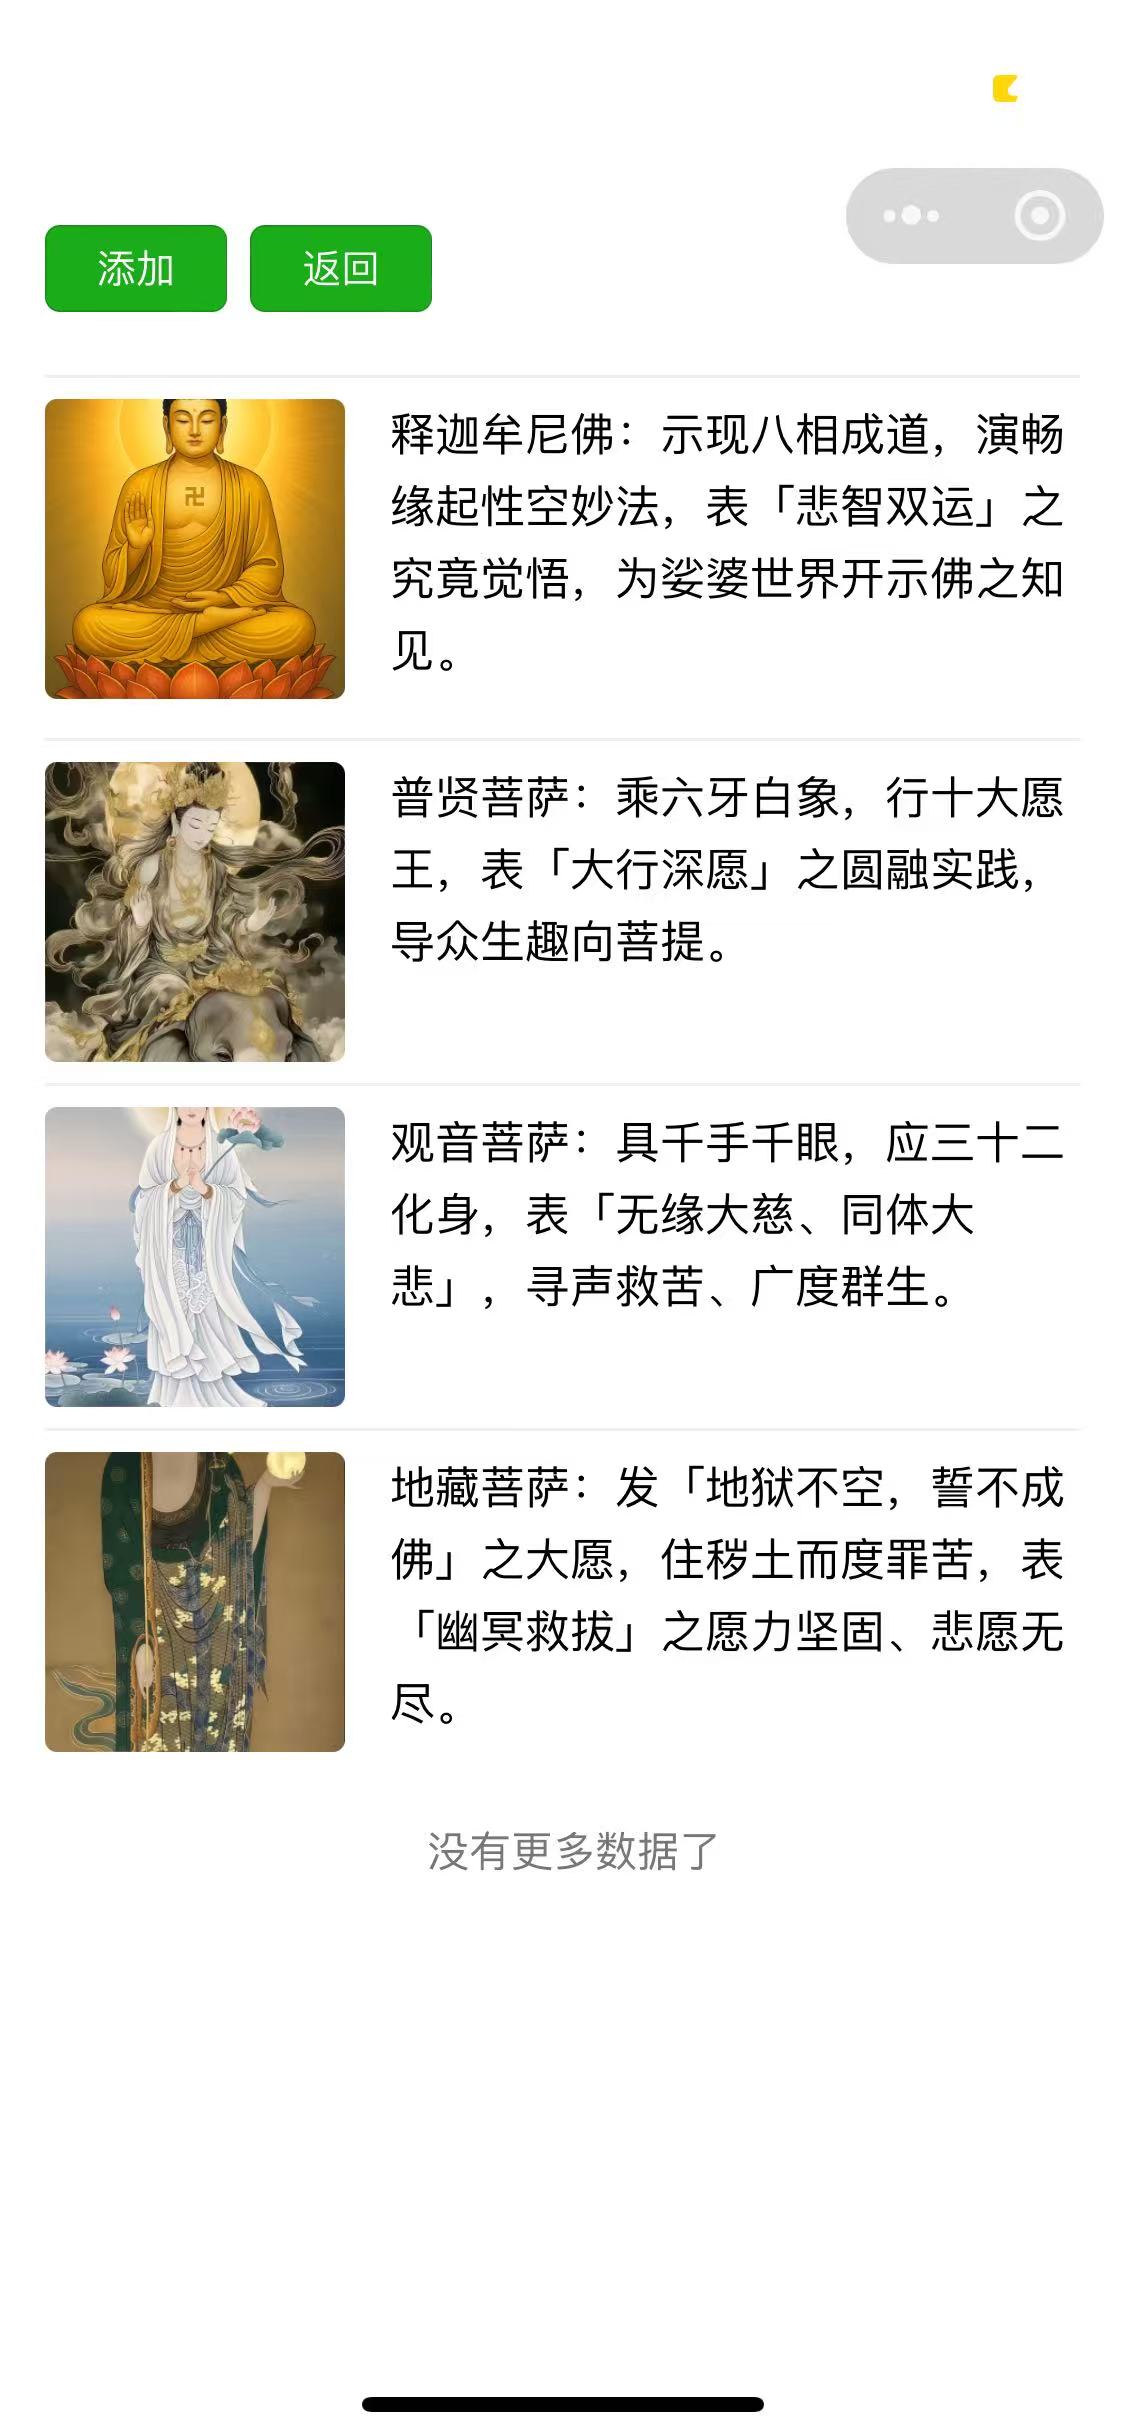 添加
返回
释迦牟尼佛：示现八相成道，演畅
缘起性空妙法，表「悲智双运」之
究竟觉悟，为娑婆世界开示佛之知
见。
普贤菩萨：乘六牙白象，行十大愿
王，表「大行深愿」之圆融实践，
导众生趣向菩提。
观音菩萨：具千手千眼，应三十二
化身，表「无缘大慈、同体大
悲」，寻声救苦、广度群生。
地藏菩萨：发「地狱不空，誓不成
佛」之大愿，住秽土而度罪苦，表
「幽冥救拔」之愿力坚固、悲愿无
尽。
没有更多数据了